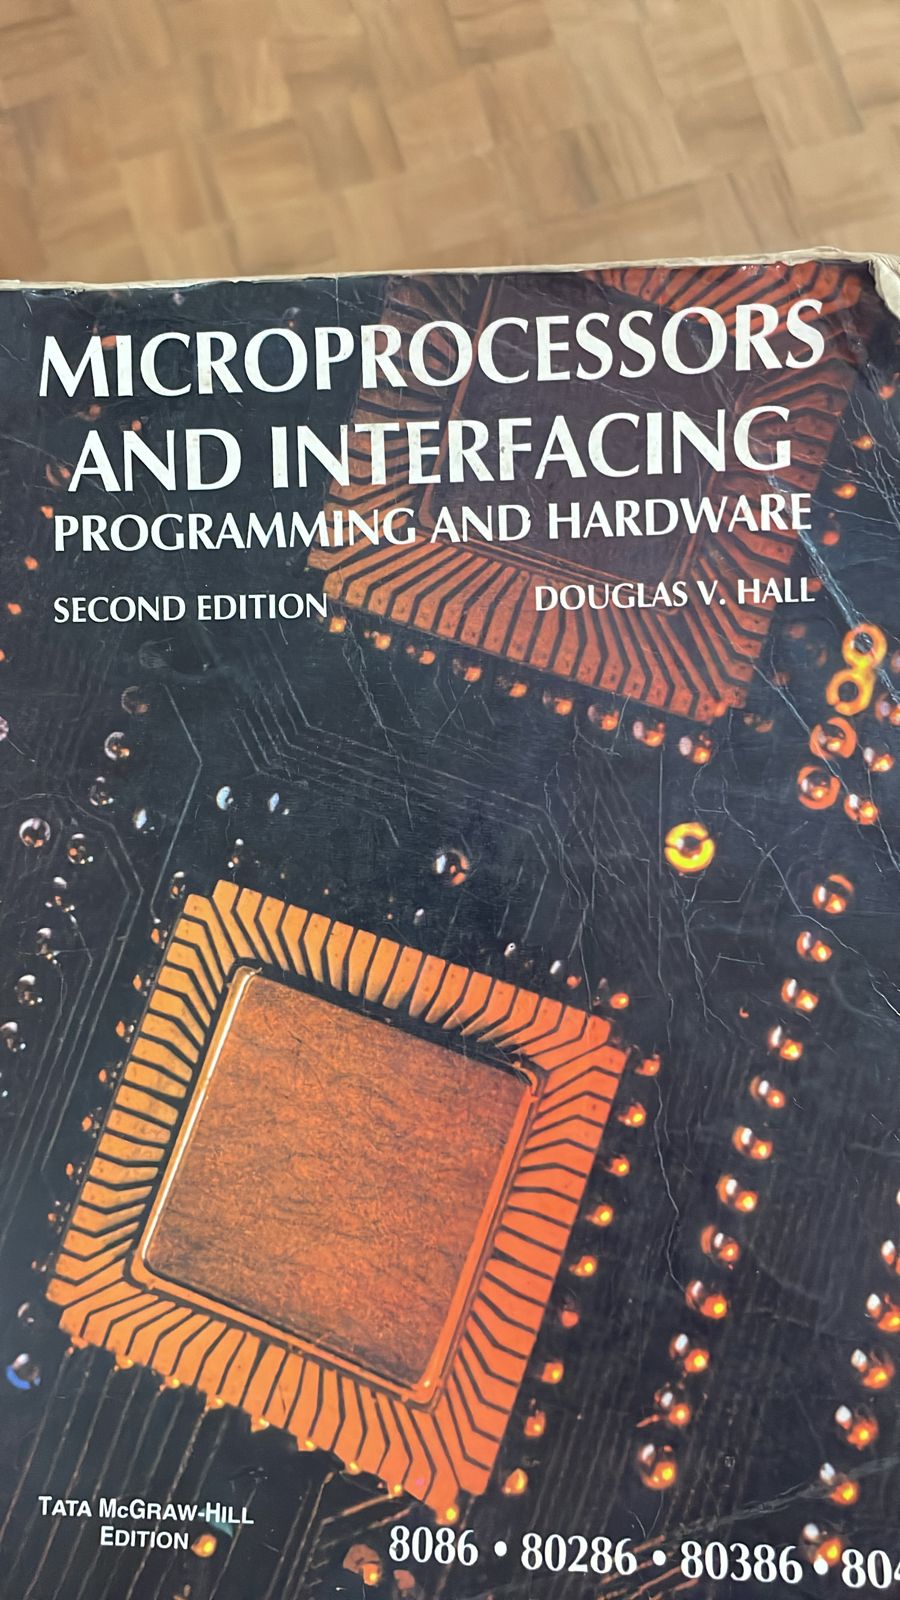 MICROPROCESSORS
AND INTERFACING
PROGRAMMING AND HARDWARE
SECOND EDITION
DOUGLAS V. HALL
TATA MCGRAW-HILL
EDITION
8086 • 80286 • 80386 •